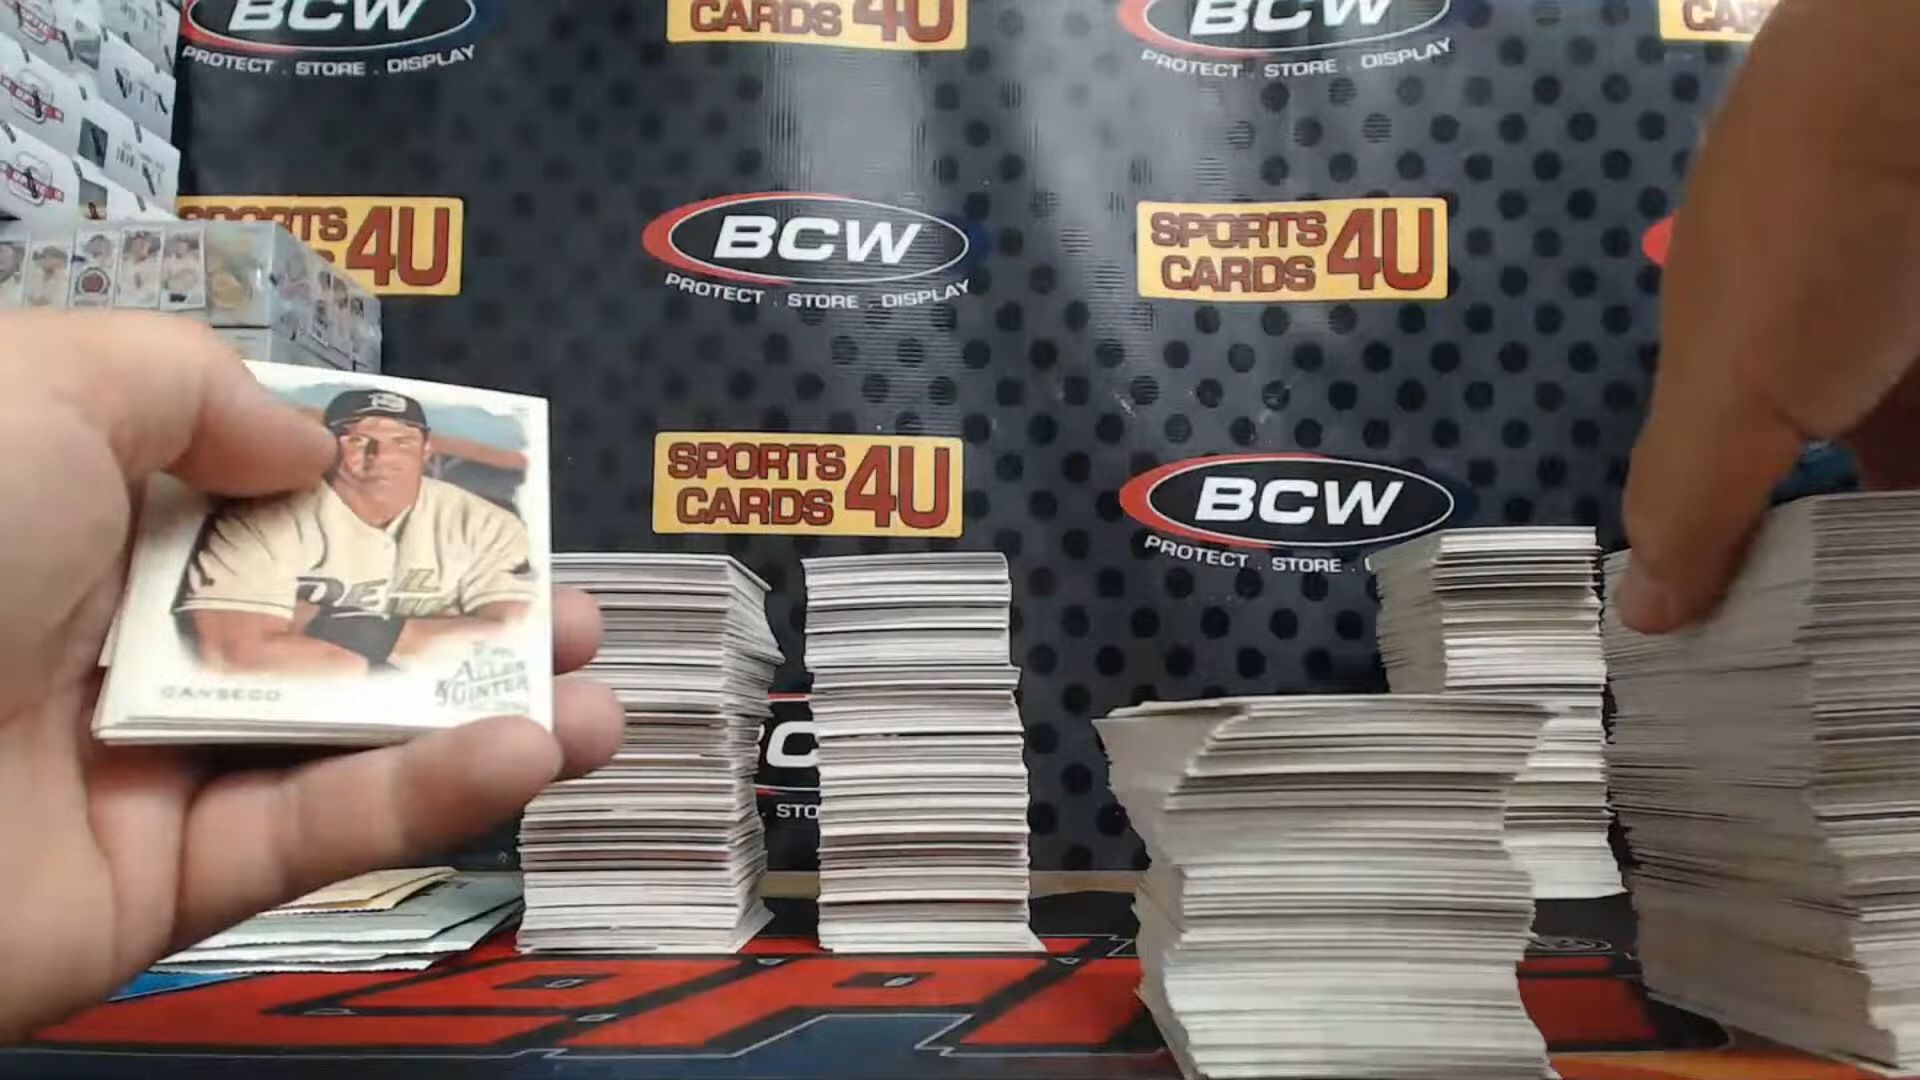 BCW
PROTECT . STORE . DISPLAY
CARDS 4U
BCW
PROTECT . STORE . DISPLAY
SPORTS 4U
BCW
PROTECT . STORE . DISPLAY
SPORTS
CARDS 4U
SPORTS
CARDS 4U
BCW
PROTECT . STORE .
CANSECO
ALLEN
GINTER